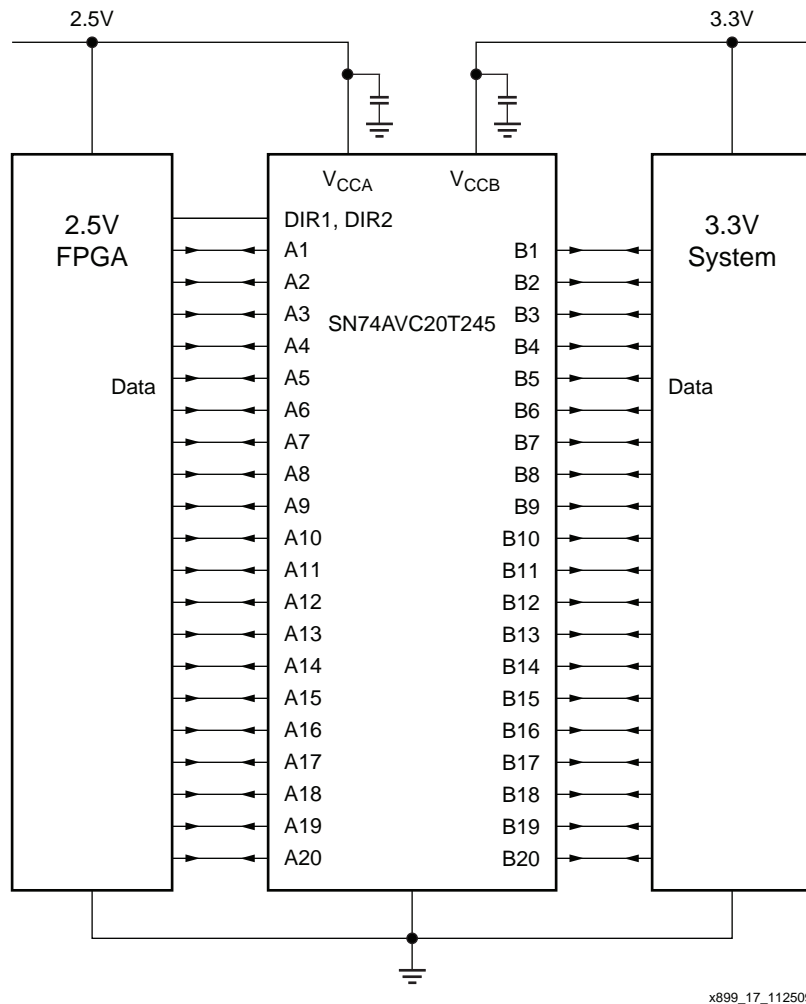 2.5V
3.3V
VCCA
VCCB
2.5V
FPGA
DIR1, DIR2
3.3V
System
SN74AVC20T245
Data
Data
A1
B1
A2
B2
A3
B3
A4
B4
A5
B5
A6
B6
A7
B7
A8
B8
A9
B9
A10
B10
A11
B11
A12
B12
A13
B13
A14
B14
A15
B15
A16
B16
A17
B17
A18
B18
A19
B19
A20
B20